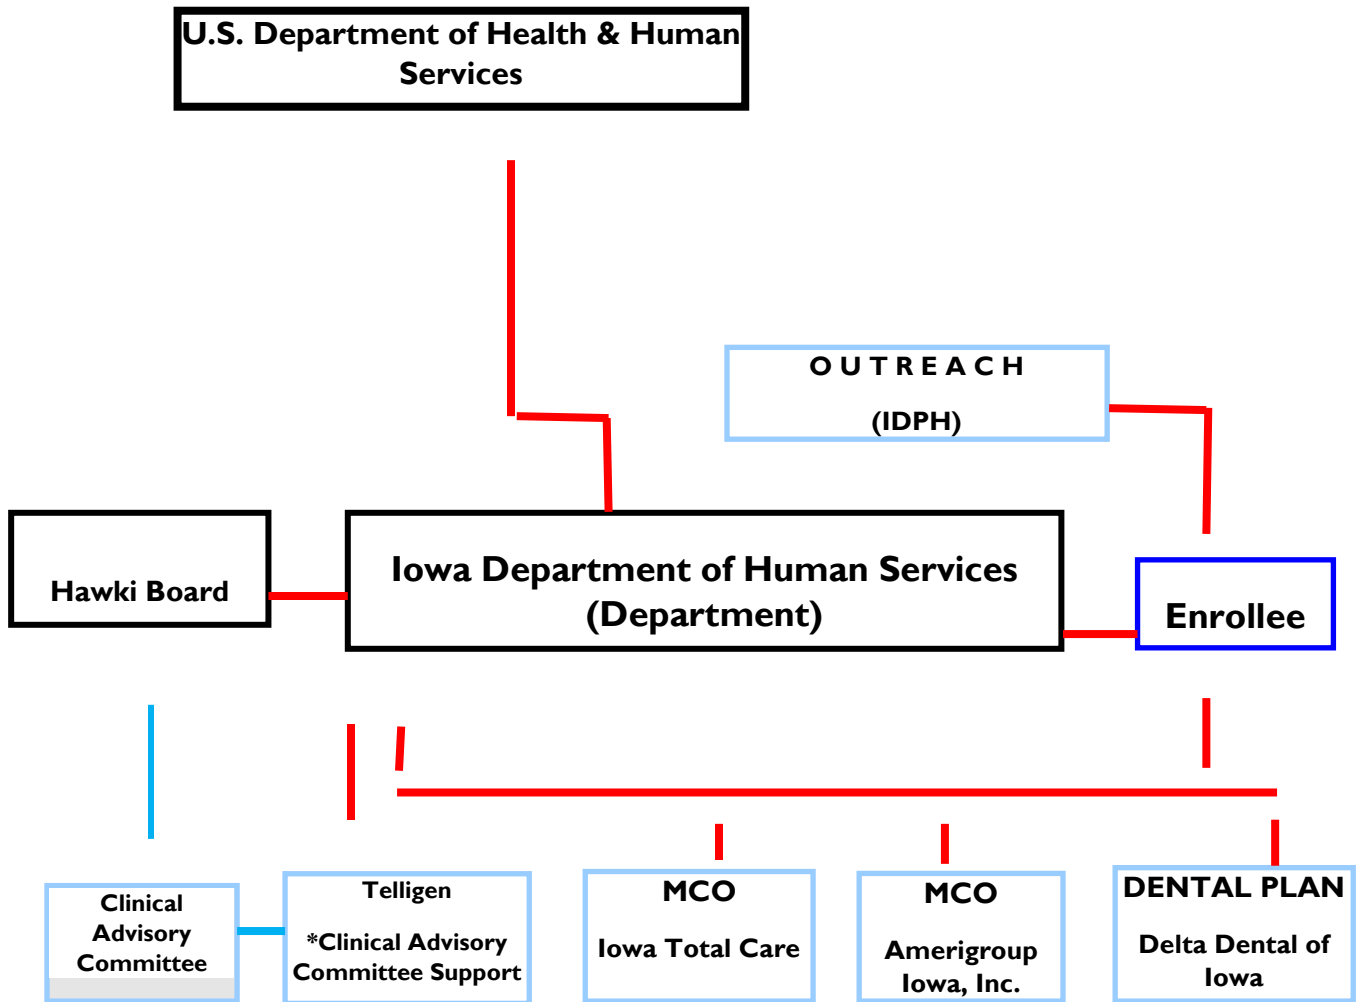 U.S. Department of Health & Human
Services
O U T R E A C H
(IDPH)
Hawki Board
Iowa Department of Human Services
(Department)
Enrollee
Clinical
Advisory
Committee
Telligen
*Clinical Advisory
Committee Support
MCO
Iowa Total Care
MCO
Amerigroup
Iowa, Inc.
DENTAL PLAN
Delta Dental of
Iowa